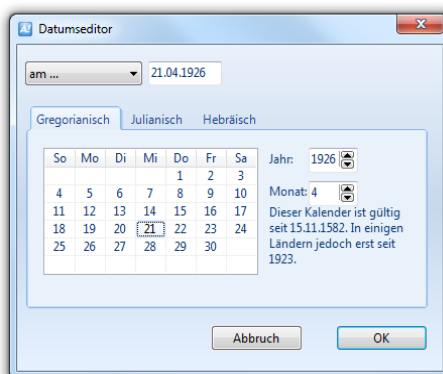 Datumseditor
am ... 21.04.1926
Gregorianisch Julianisch Hebräisch
So Mo Di Mi Do Fr Sa
1 2 3
4 5 6 7 8 9 10
11 12 13 14 15 16 17
18 19 20 21 22 23 24
25 26 27 28 29 30
Jahr: 1926
Monat: 4
Dieser Kalender ist gültig
seit 15.11.1582. In einigen
Ländern jedoch erst seit
1923.
Abbruch OK